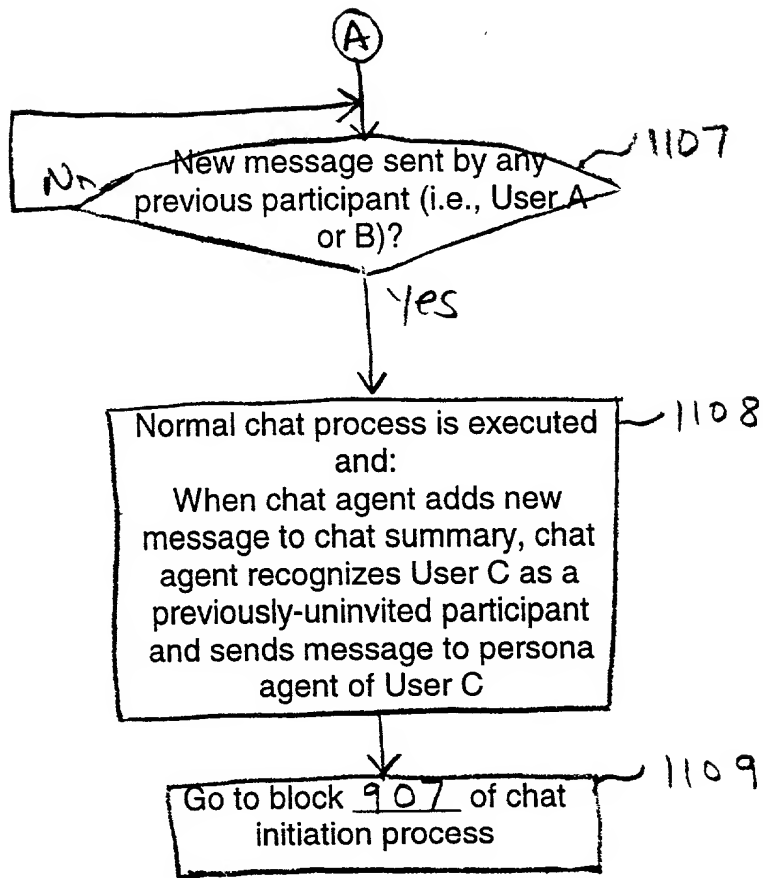 A
1107
New message sent by any
No
previous participant (i.e., User A
or B)?
Yes
1108
Normal chat process is executed
and:
When chat agent adds new
message to chat summary, chat
agent recognizes User C as a
previously-uninvited participant
and sends message to persona
agent of User C
1109
Go to block 907 of chat
initiation process